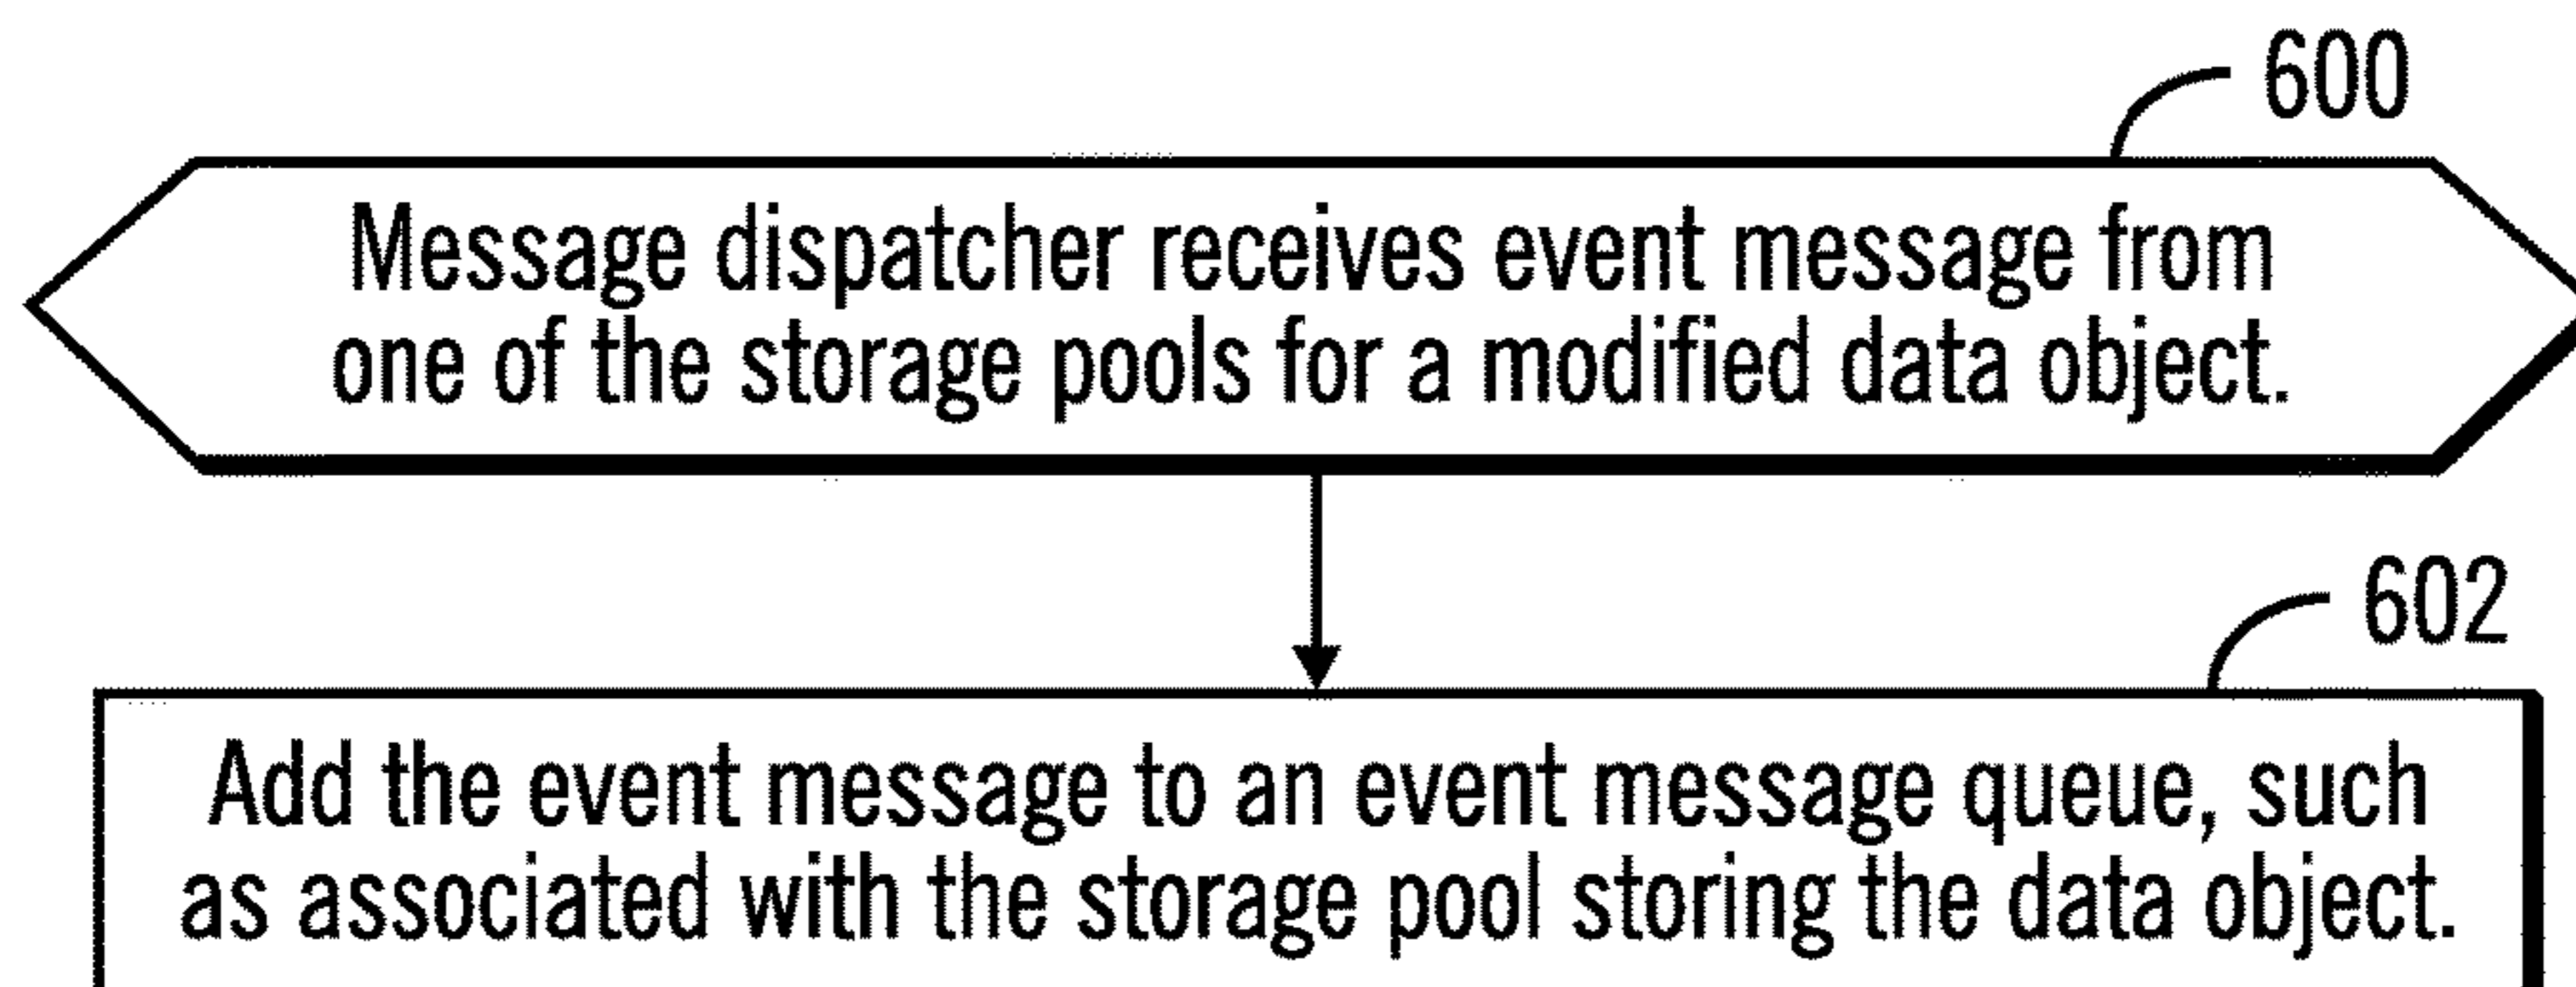 600
Message dispatcher receives event message from
one of the storage pools for a modified data object.
602
Add the event message to an event message queue, such
as associated with the storage pool storing the data object.